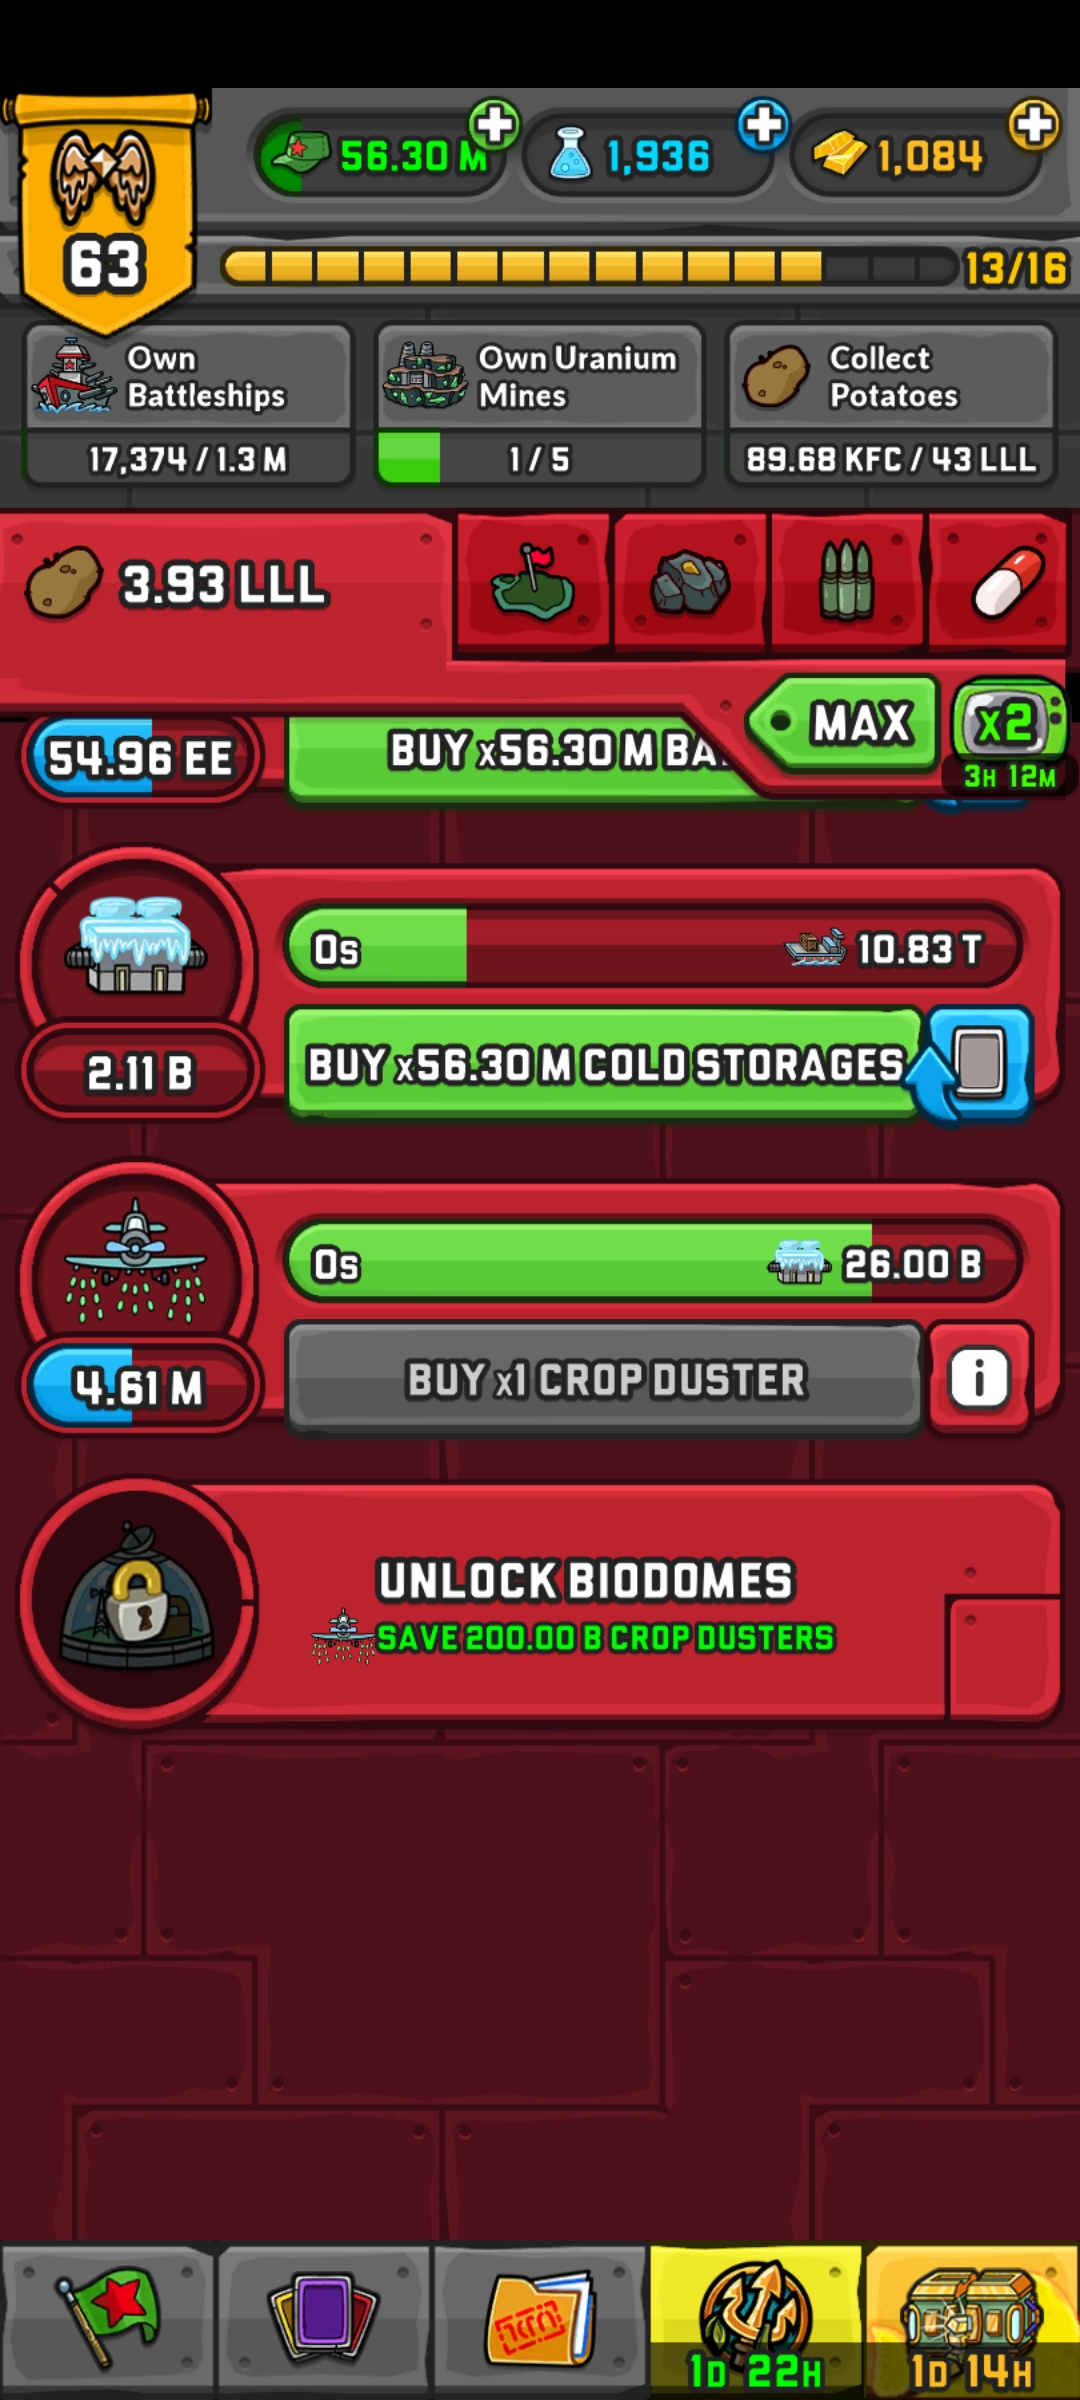 56.30 M
1,936
1,084
63
13/16
Own
Battleships
17,374 / 1.3 M
Own Uranium
Mines
1 / 5
Collect
Potatoes
89.68 KFC / 43 LLL
3.93 LLL
MAX
X2
3H 12M
54.96 EE
BUY x56.30 M BA
0s
10.83 T
2.11 B
BUY x56.30 M COLD STORAGES
0s
26.00 B
4.61 M
BUY x1 CROP DUSTER
i
UNLOCK BIODOMES
SAVE 200.00 B CROP DUSTERS
1D 22H
1D 14H